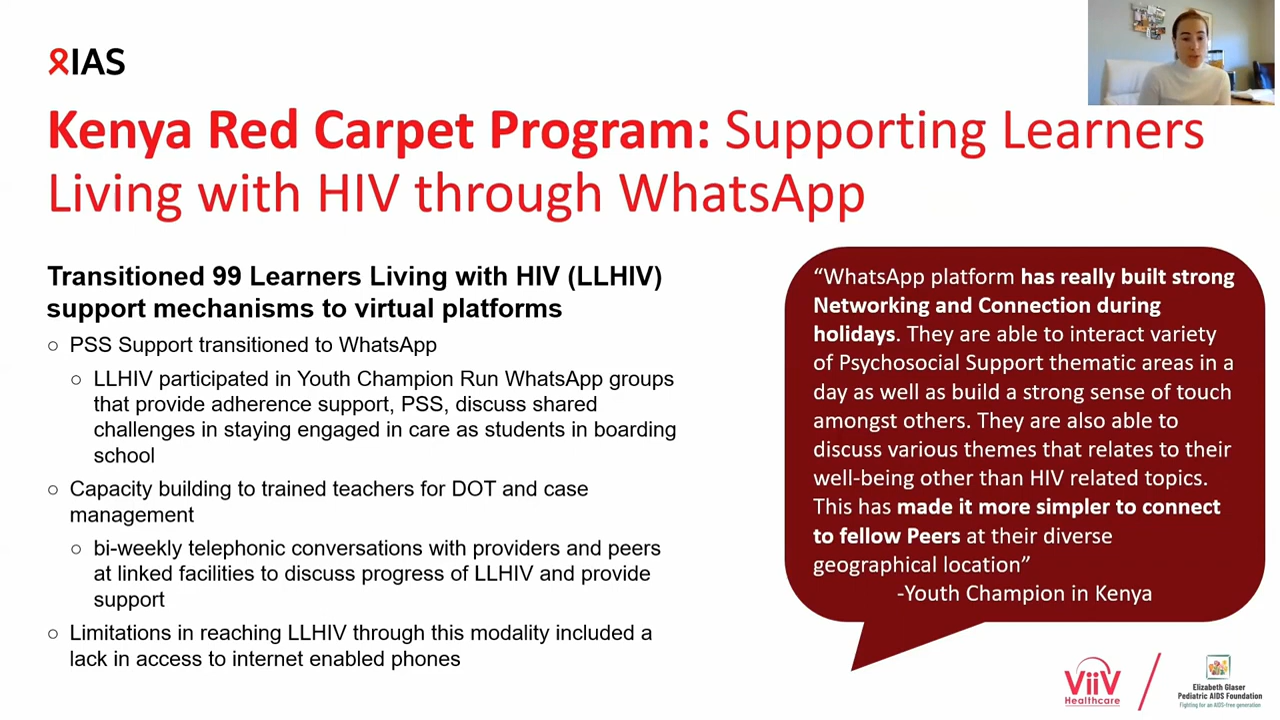 IAS
Kenya Red Carpet Program: Supporting Learners
Living with HIV through WhatsApp
Transitioned 99 Learners Living with HIV (LLHIV)
support mechanisms to virtual platforms
○ PSS Support transitioned to WhatsApp
○ LLHIV participated in Youth Champion Run WhatsApp groups
that provide adherence support, PSS, discuss shared
challenges in staying engaged in care as students in boarding
school
○ Capacity building to trained teachers for DOT and case
management
○ bi-weekly telephonic conversations with providers and peers
at linked facilities to discuss progress of LLHIV and provide
support
○ Limitations in reaching LLHIV through this modality included a
lack in access to internet enabled phones
“WhatsApp platform has really built strong
Networking and Connection during
holidays. They are able to interact variety
of Psychosocial Support thematic areas in a
day as well as build a strong sense of touch
amongst others. They are also able to
discuss various themes that relates to their
well-being other than HIV related topics.
This has made it more simpler to connect
to fellow Peers at their diverse
geographical location”
-Youth Champion in Kenya
ViiV
Healthcare
Elizabeth Glaser
Pediatric AIDS Foundation
Fighting for an AIDS-free generation